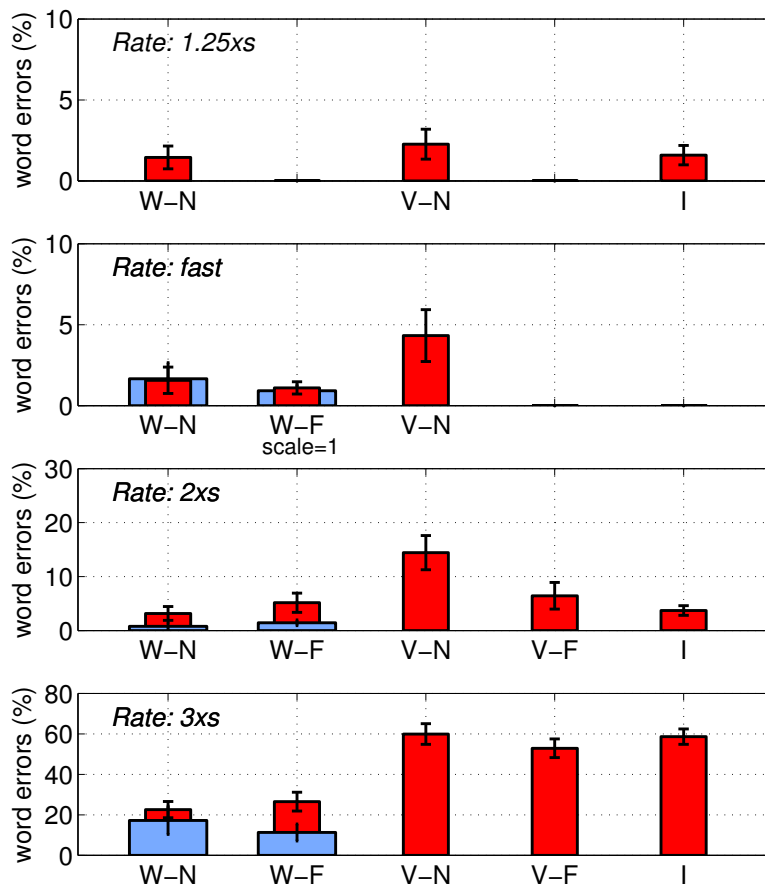 10
Rate: 1.25xs
5
0
word errors (%)
W−N
V−N
I
10
Rate: fast
5
0
word errors (%)
W−N
W−F
V−N
scale=1
30
Rate: 2xs
20
10
0
word errors (%)
W−N
W−F
V−N
V−F
I
80
Rate: 3xs
60
40
20
0
word errors (%)
W−N
W−F
V−N
V−F
I